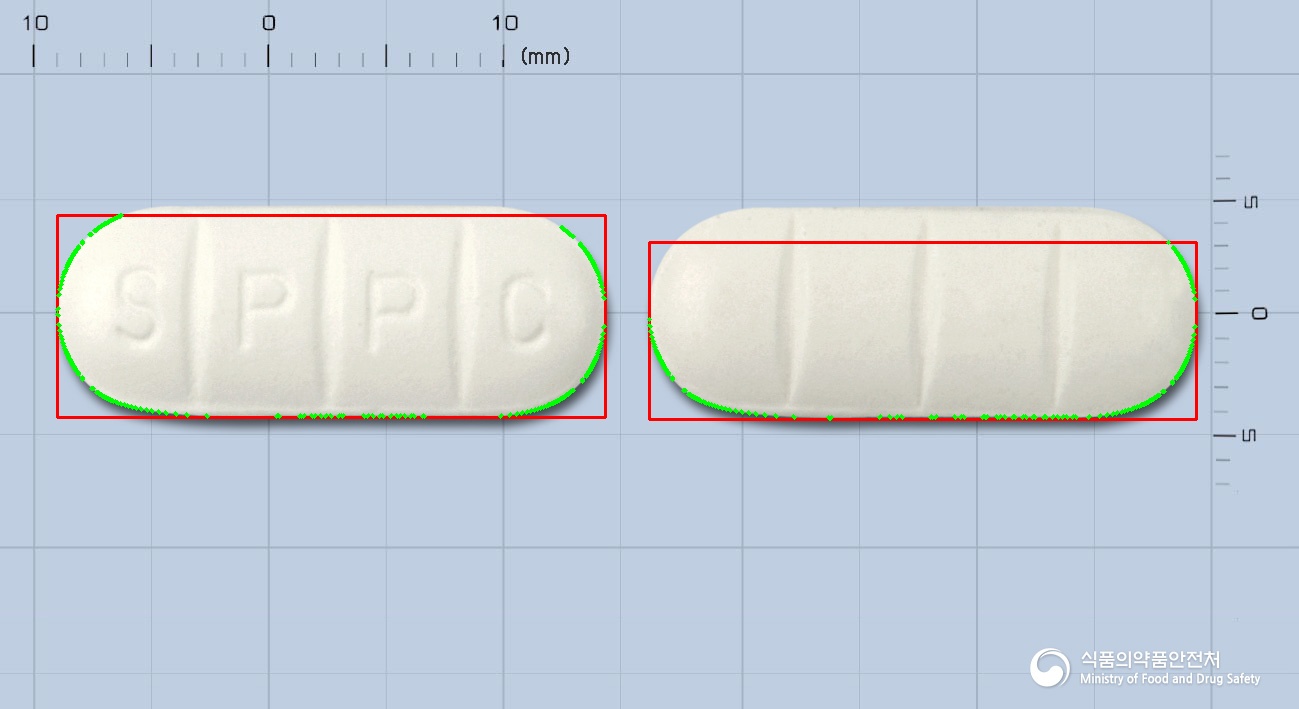 10 0 10
(mm)
S P P C
5
0
5
식품의약품안전처
Ministry of Food and Drug Safety